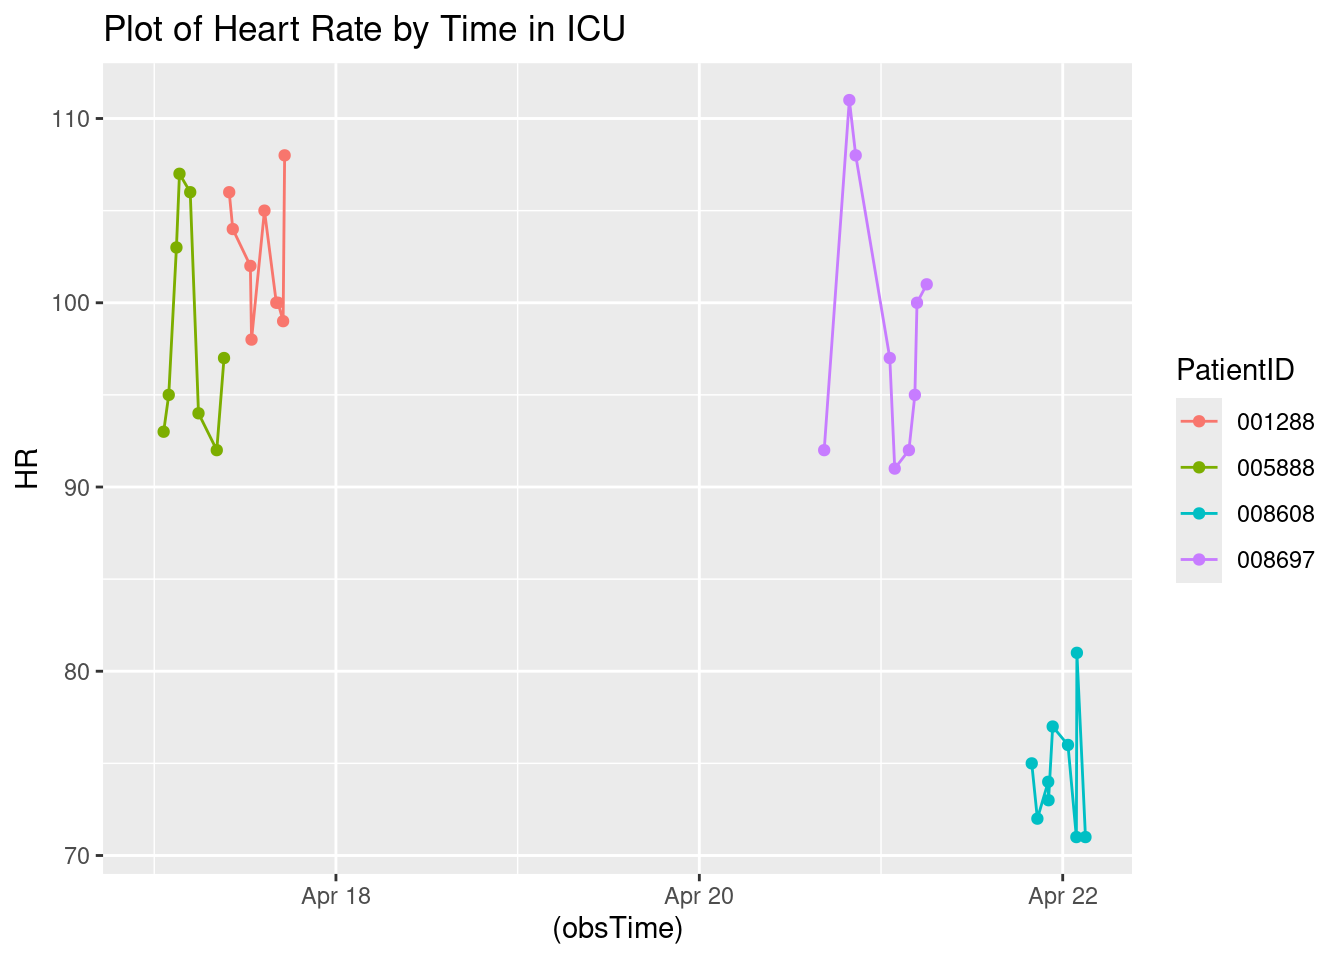 Plot of Heart Rate by Time in ICU
110
100
90
80
70
HR
Apr 18
Apr 20
Apr 22
(obsTime)
PatientID
001288
005888
008608
008697